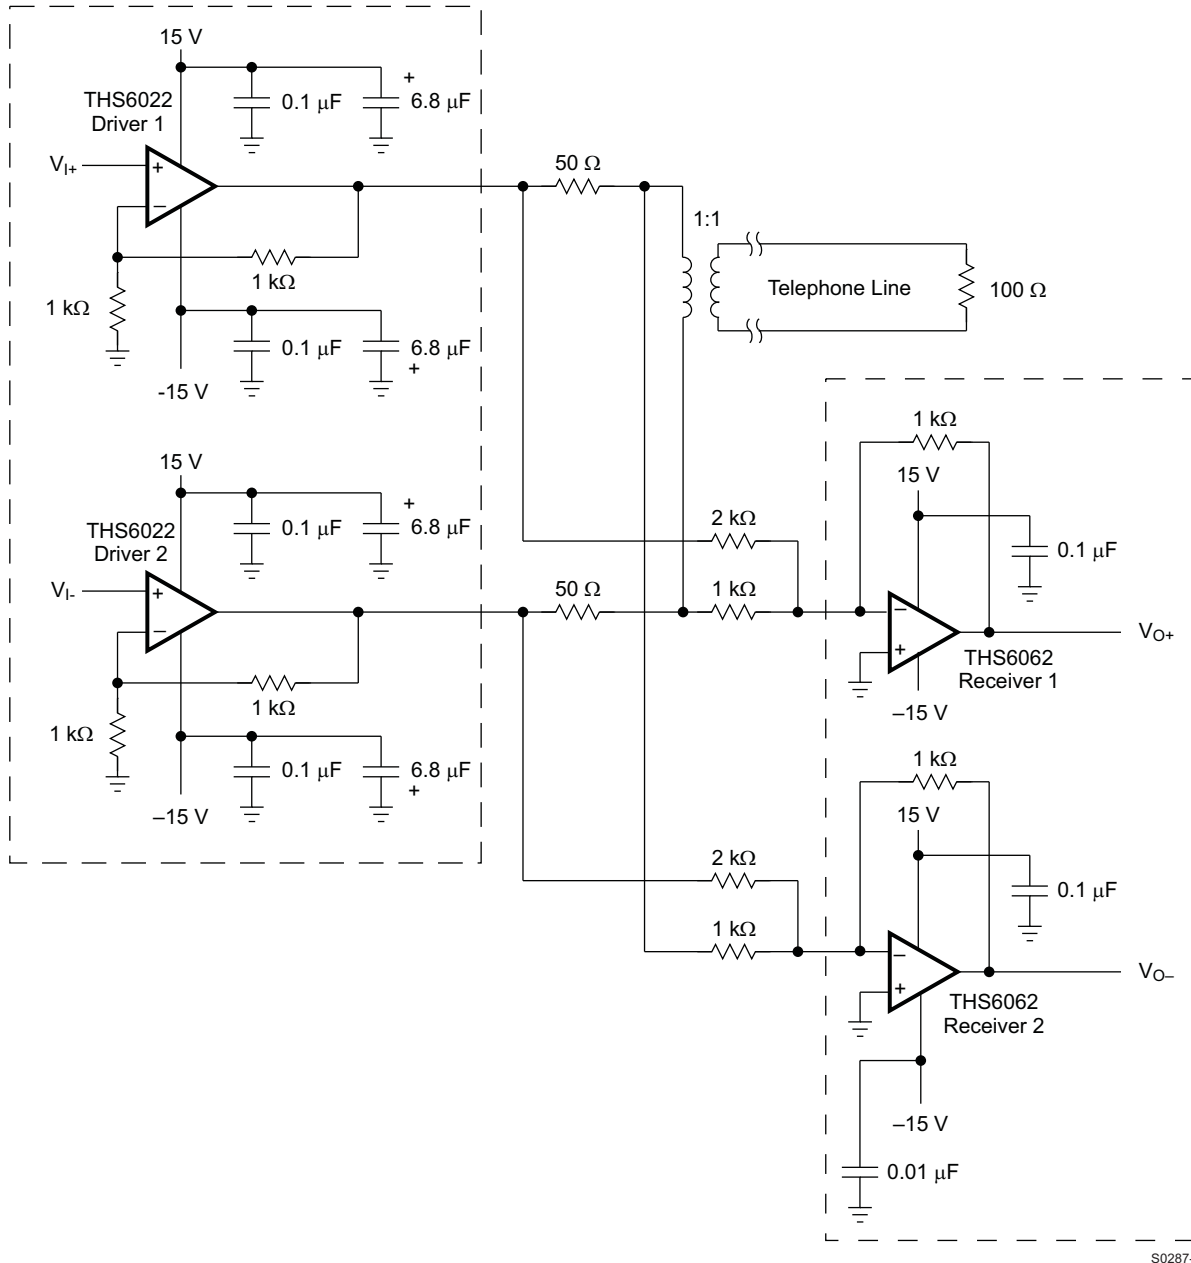 15 V
+
THS6022
Driver 1
0.1 μF
6.8 μF
V_I+
+
−
50 Ω
1:1
1 kΩ
Telephone Line
100 Ω
1 kΩ
0.1 μF
6.8 μF
+
-15 V
1 kΩ
15 V
15 V
+
THS6022
Driver 2
0.1 μF
6.8 μF
2 kΩ
0.1 μF
V_I-
+
−
50 Ω
1 kΩ
−
+
V_O+
THS6062
Receiver 1
1 kΩ
–15 V
1 kΩ
1 kΩ
0.1 μF
6.8 μF
+
–15 V
15 V
2 kΩ
0.1 μF
1 kΩ
−
+
V_O–
THS6062
Receiver 2
–15 V
0.01 μF
S0287-